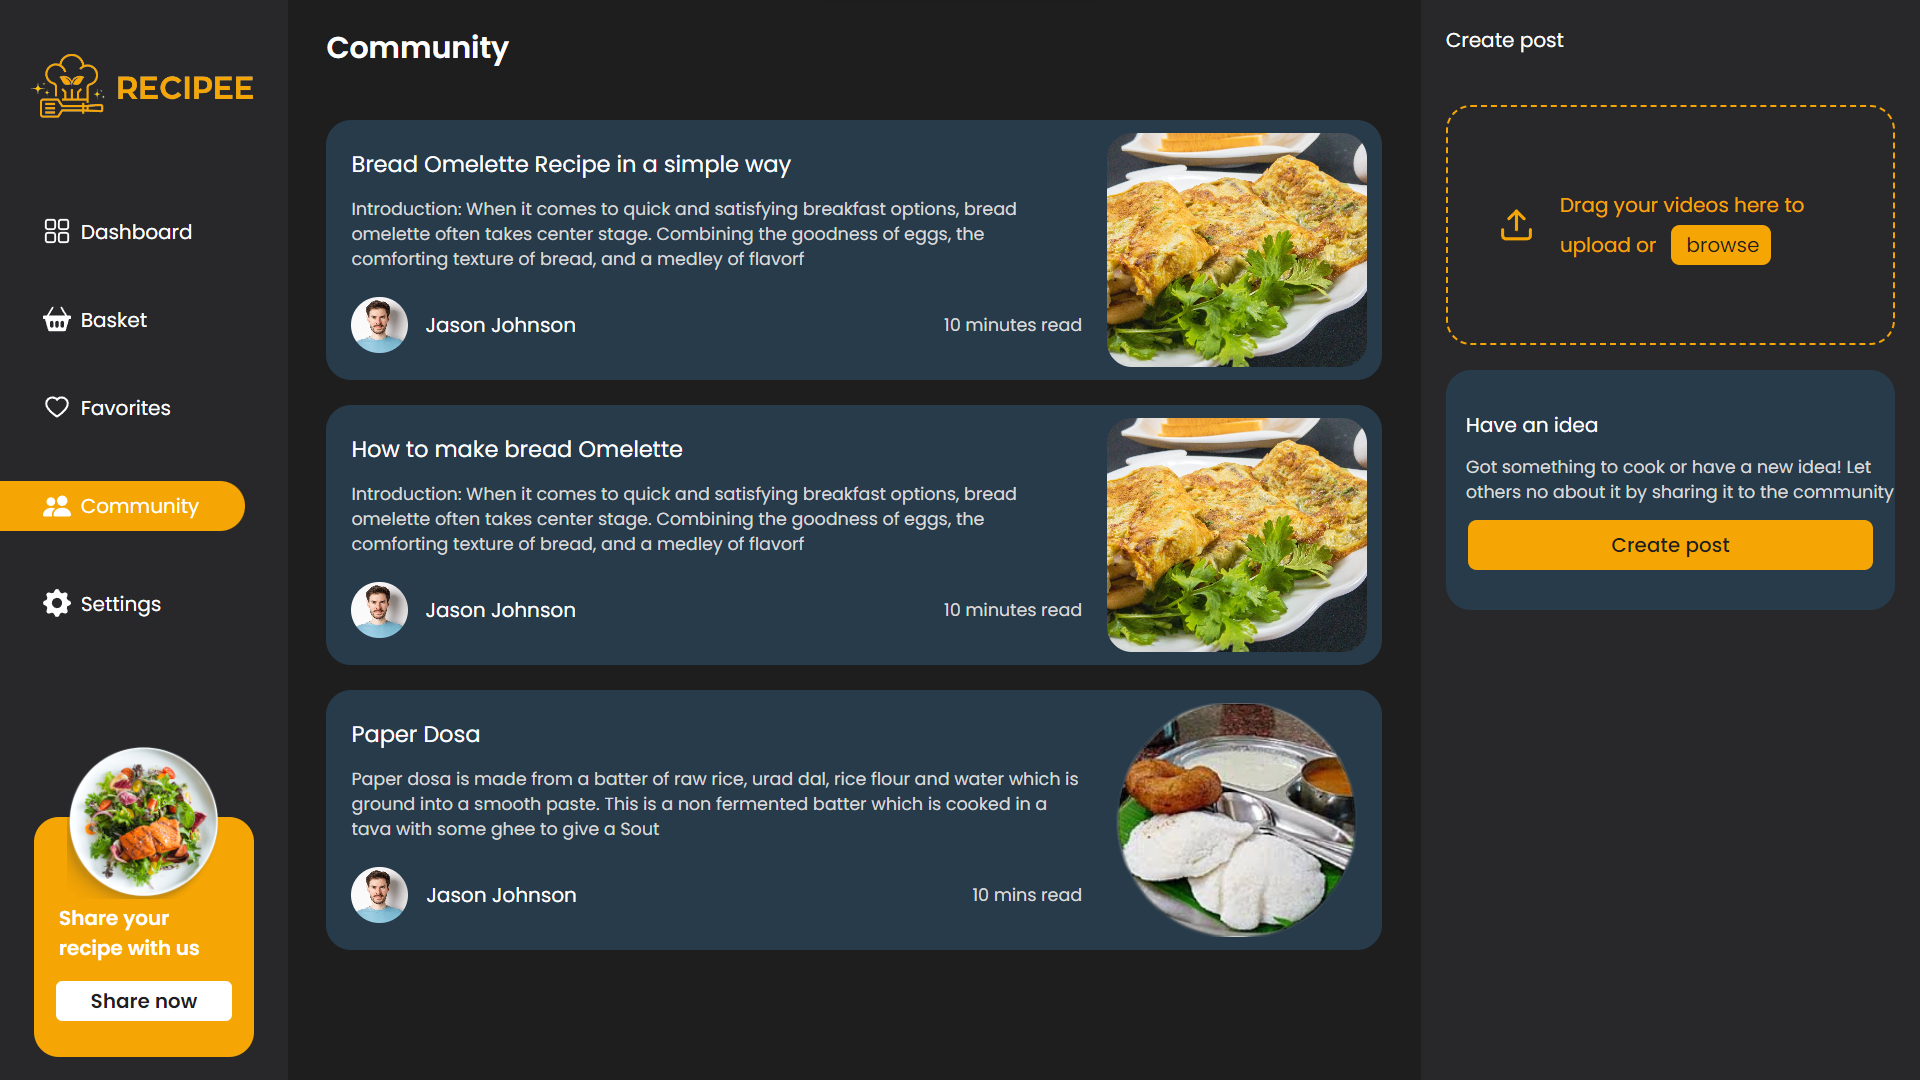 RECIPEE
Dashboard
Basket
Favorites
Community
Settings
Share your
recipe with us
Share now
Community
Bread Omelette Recipe in a simple way
Introduction: When it comes to quick and satisfying breakfast options, bread
omelette often takes center stage. Combining the goodness of eggs, the
comforting texture of bread, and a medley of flavorf
Jason Johnson
10 minutes read
How to make bread Omelette
Introduction: When it comes to quick and satisfying breakfast options, bread
omelette often takes center stage. Combining the goodness of eggs, the
comforting texture of bread, and a medley of flavorf
Jason Johnson
10 minutes read
Paper Dosa
Paper dosa is made from a batter of raw rice, urad dal, rice flour and water which is
ground into a smooth paste. This is a non fermented batter which is cooked in a
tava with some ghee to give a Sout
Jason Johnson
10 mins read
Create post
Drag your videos here to
upload or browse
Have an idea
Got something to cook or have a new idea! Let
others no about it by sharing it to the community
Create post